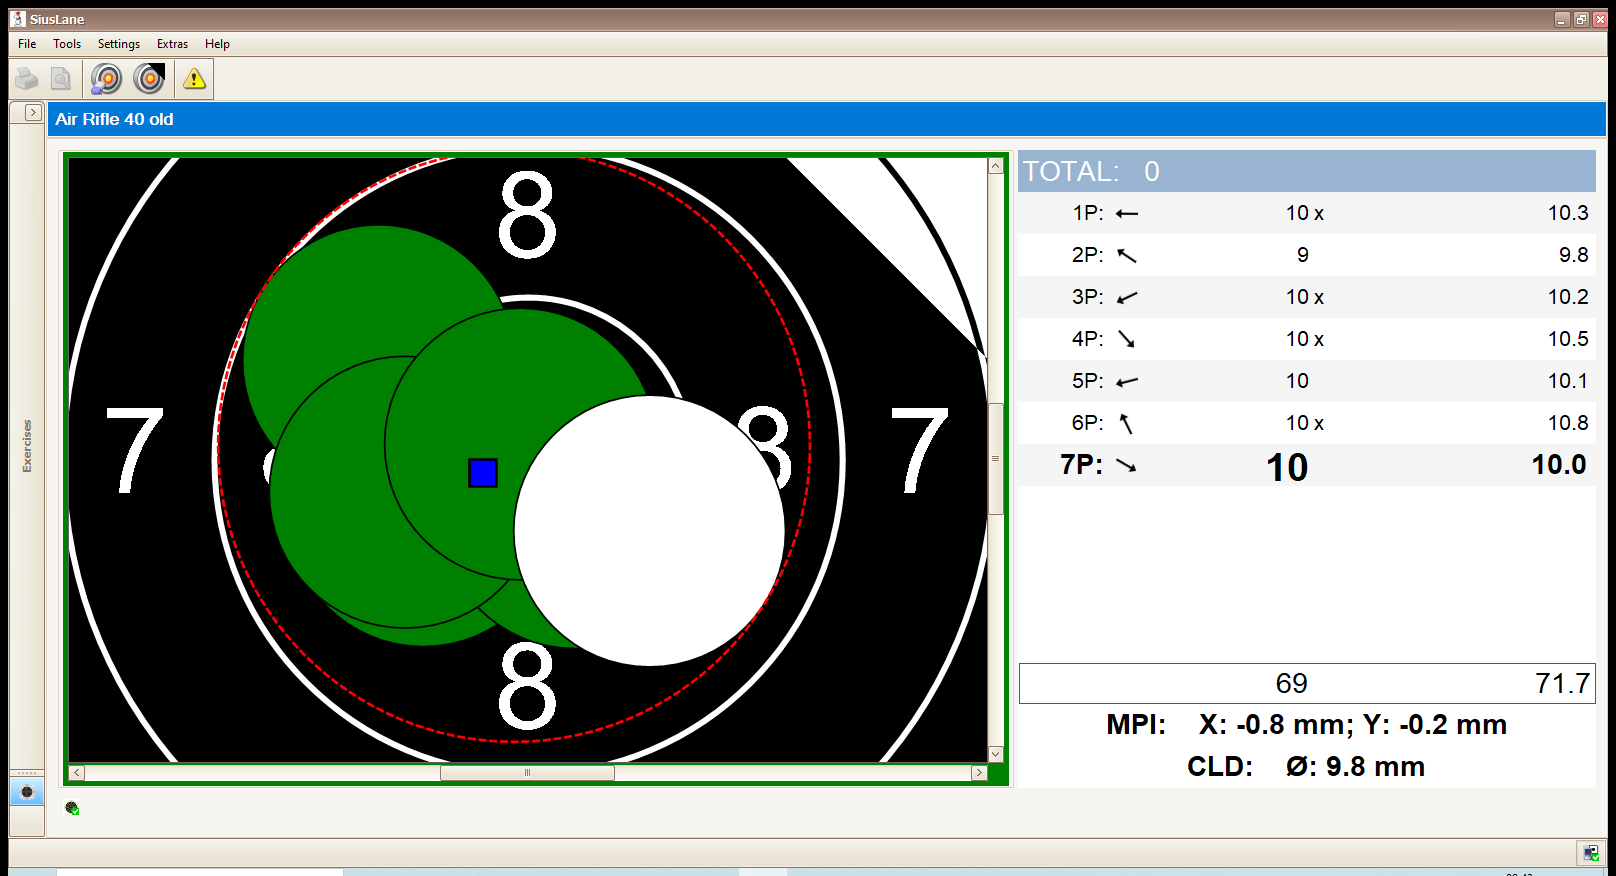 SiusLane
File Tools Settings Extras Help
Air Rifle 40 old
Exercises
8
7 8 7
8
TOTAL: 0
1P: 10 x 10.3
2P: 9 9.8
3P: 10 x 10.2
4P: 10 x 10.5
5P: 10 10.1
6P: 10 x 10.8
7P: 10 10.0
69 71.7
MPI: X: -0.8 mm; Y: -0.2 mm
CLD: Ø: 9.8 mm